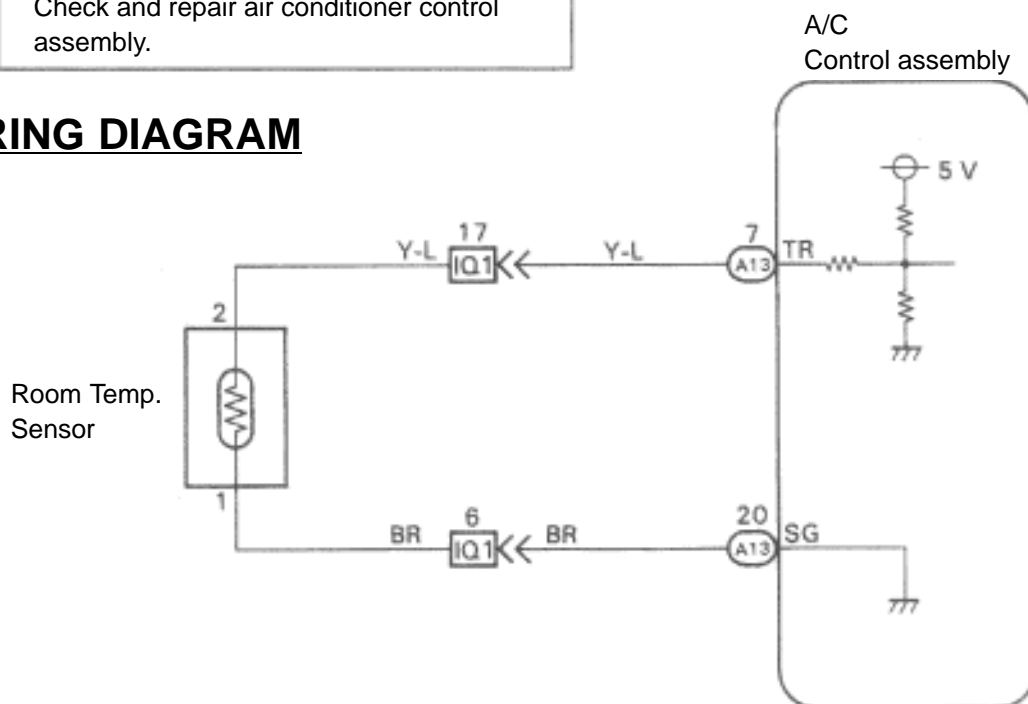 Check and repair air conditioner control
assembly.
A/C
Control assembly
RING DIAGRAM
5 V
17
7
Y-L
IQ1
Y-L
A13
TR
2
Room Temp.
Sensor
1
6
20
BR
IQ1
BR
A13
SG